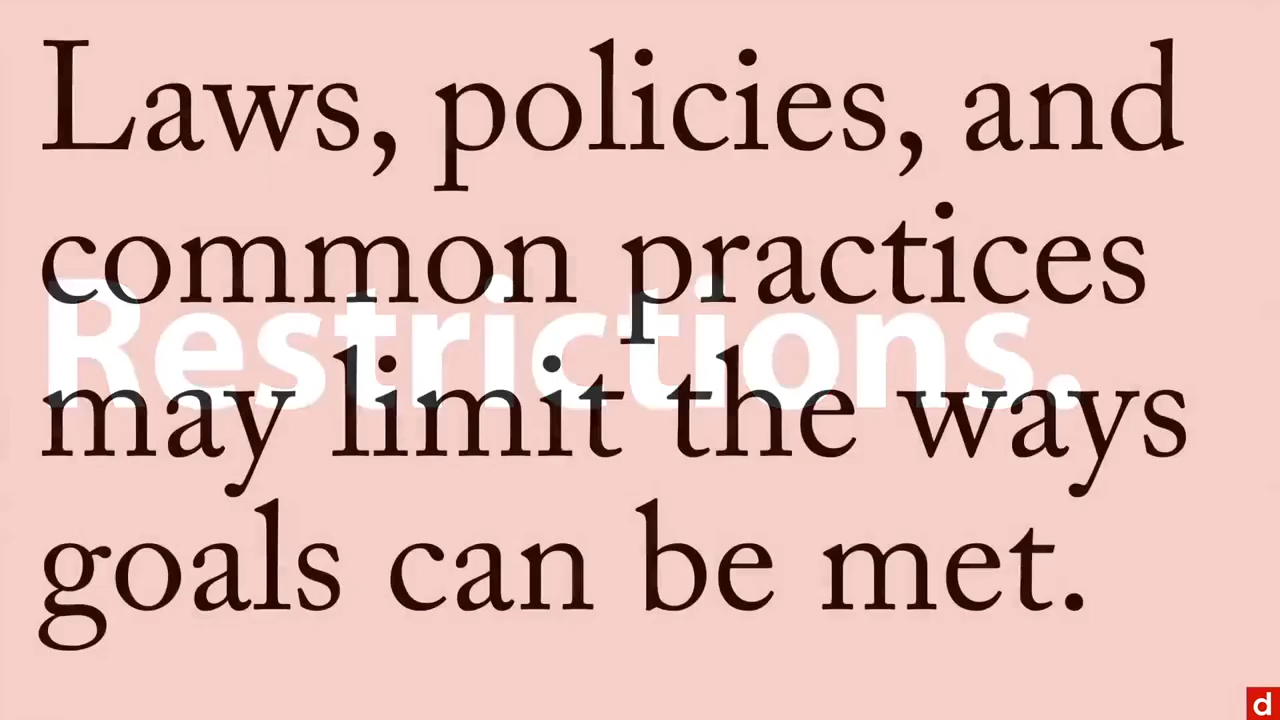 Laws, policies, and
common practices
Restrictions.
may limit the ways
goals can be met.
d